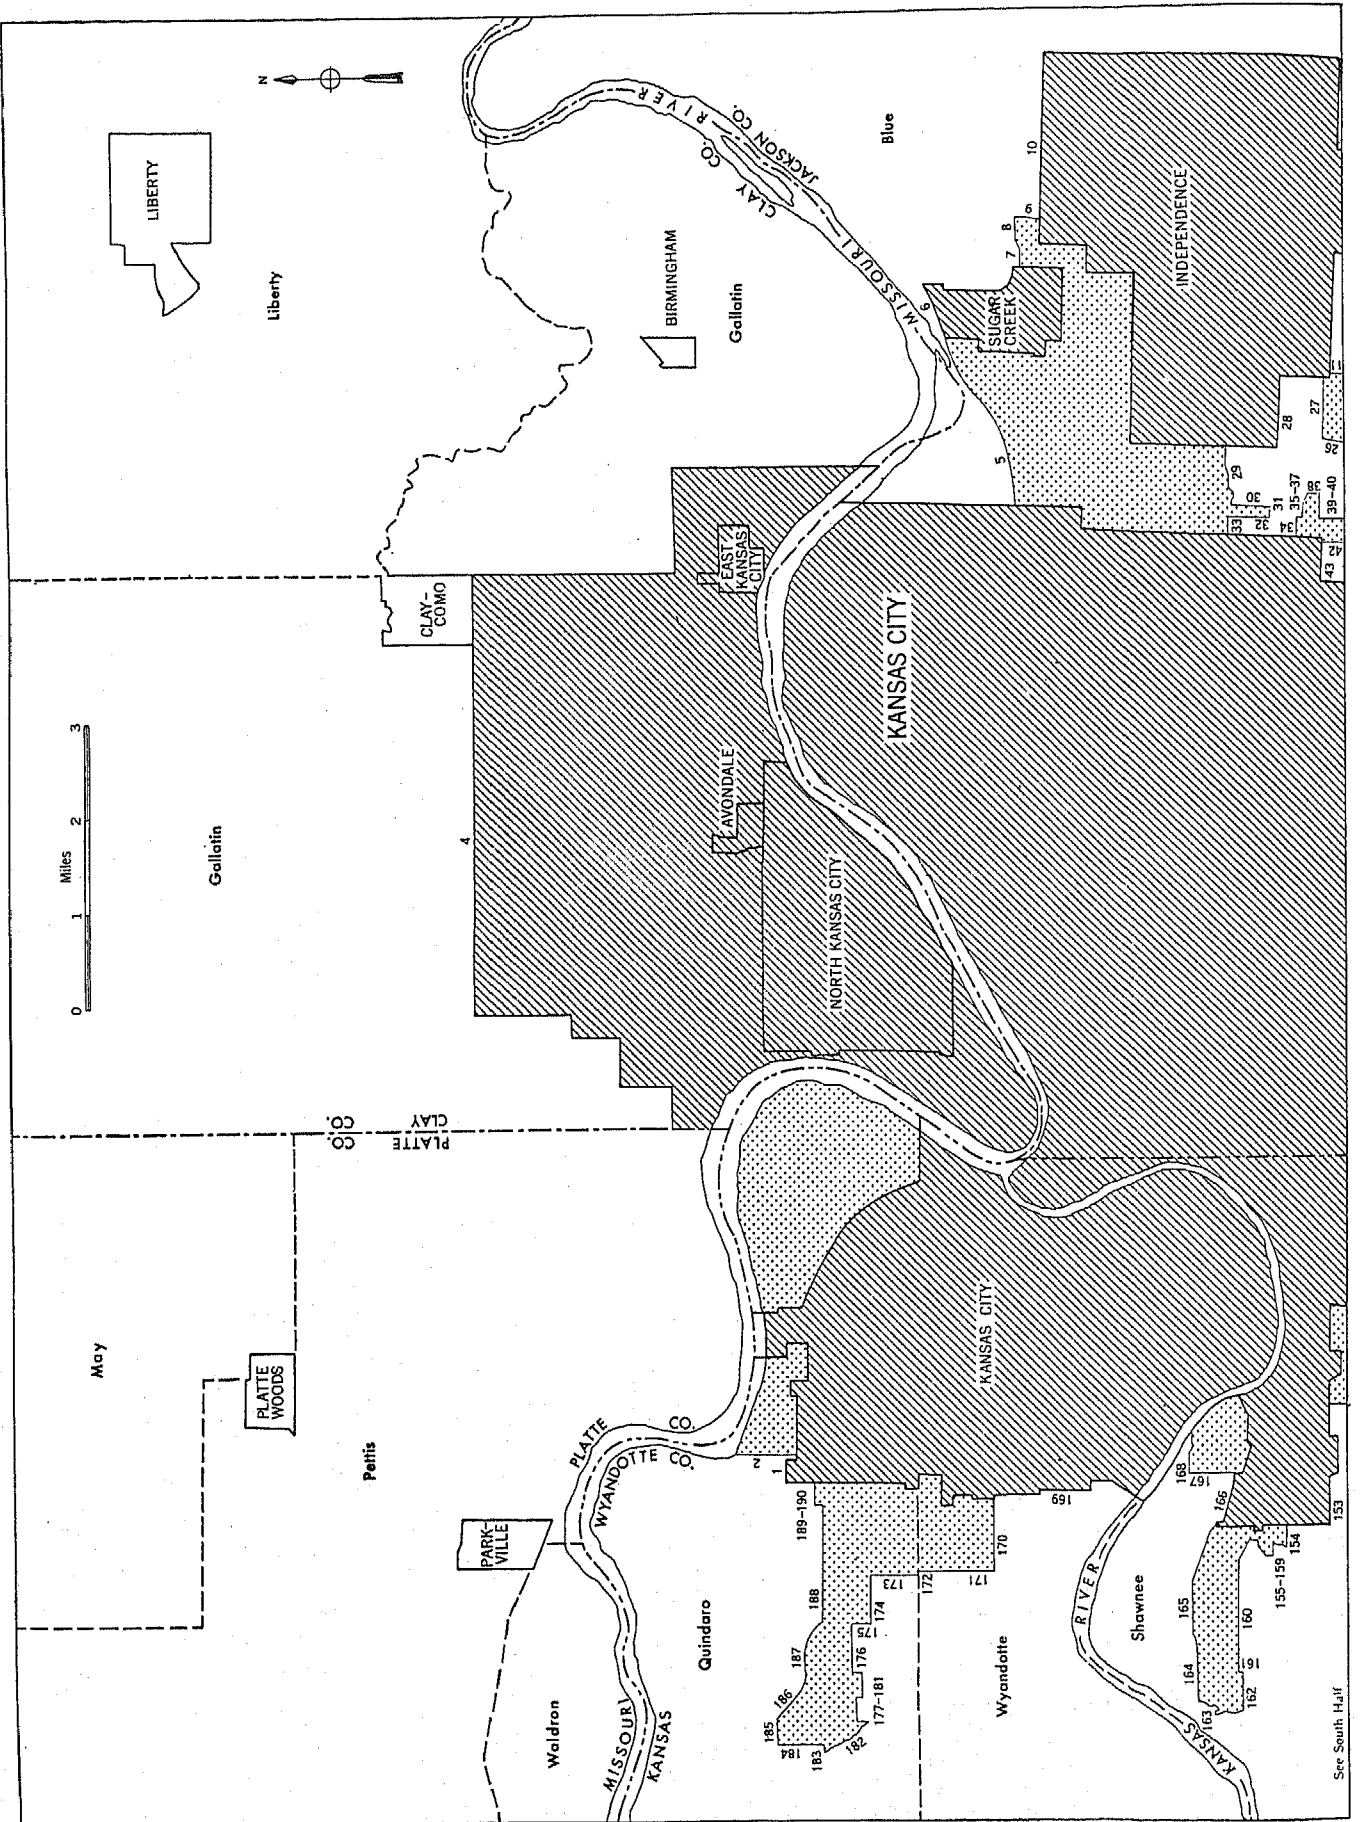 May
PLATTE
WOODS
Pettis
PARK-
VILLE
Waldron
MISSOURI
KANSAS
PLATTE CO.
WYANDOTTE CO.
PLATTE CO.
CLAY CO.
0 1 2 3
Miles
Gallatin
4
CLAY-
COMO
LIBERTY
Liberty
N
BIRMINGHAM
Gallatin
EAST
KANSAS
CITY
AVONDALE
NORTH KANSAS CITY
KANSAS CITY
MISSOURI RIVER
CLAY CO.
JACKSON CO.
Blue
SUGAR
CREEK
INDEPENDENCE
5
6
7
8
9
10
11
26
27
28
29
30
31
32
33
34
35-37
38
39-40
42
43
KANSAS CITY
Quindaro
Wyandotte
Shawnee
KANSAS RIVER
1
2
189-190
188
187
186
185
184
183
182
177-181
176
175
174
173
172
171
170
169
168
167
166
165
164
163
162
161
160
155-159
154
153
See South Half